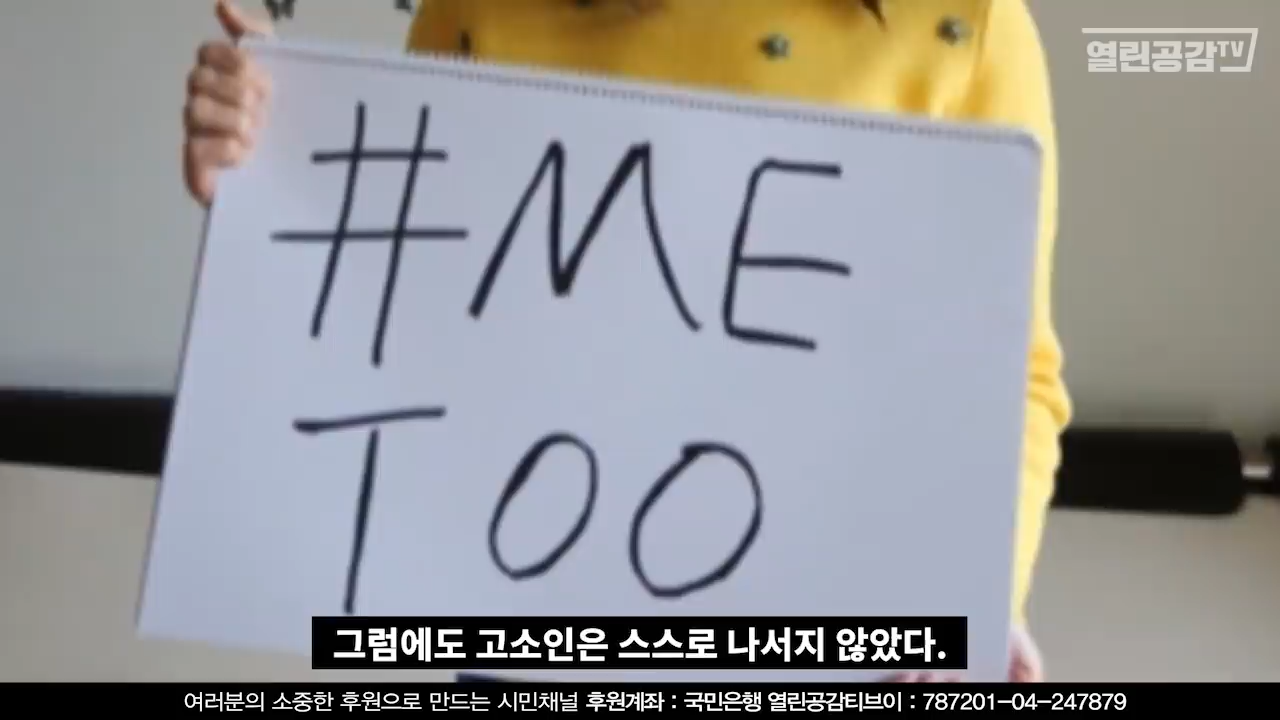 열린공감TV
#ME
TOO
그럼에도 고소인은 스스로 나서지 않았다.
여러분의 소중한 후원으로 만드는 시민채널 후원계좌 : 국민은행 열린공감티브이 : 787201-04-247879